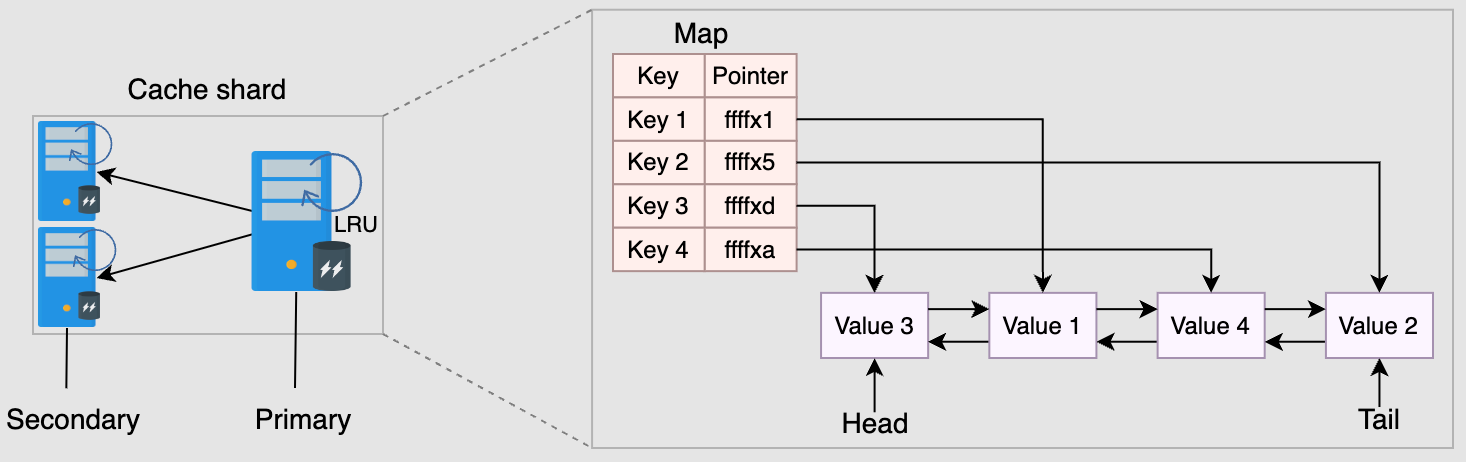 Cache shard
LRU
Secondary
Primary
Map
Key Pointer
Key 1 ffffx1
Key 2 ffffx5
Key 3 ffffxd
Key 4 ffffxa
Value 3 Value 1 Value 4 Value 2
Head
Tail